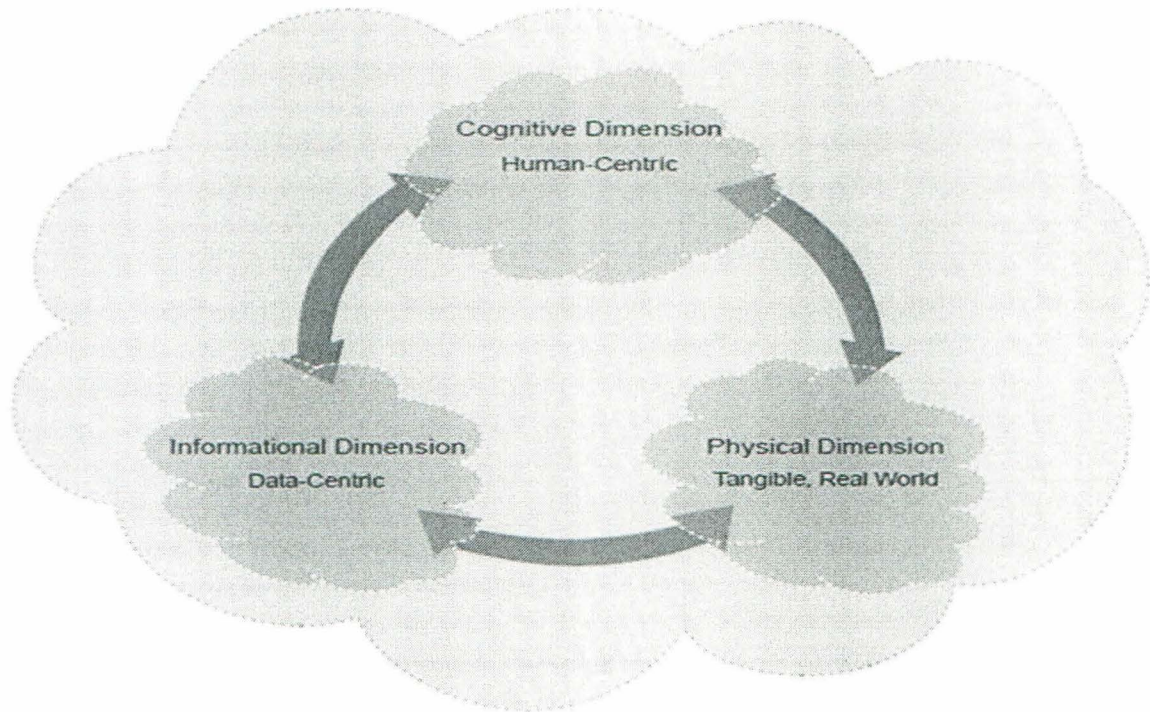 Cognitive Dimension
Human-Centric
Informational Dimension
Data-Centric
Physical Dimension
Tangible, Real World